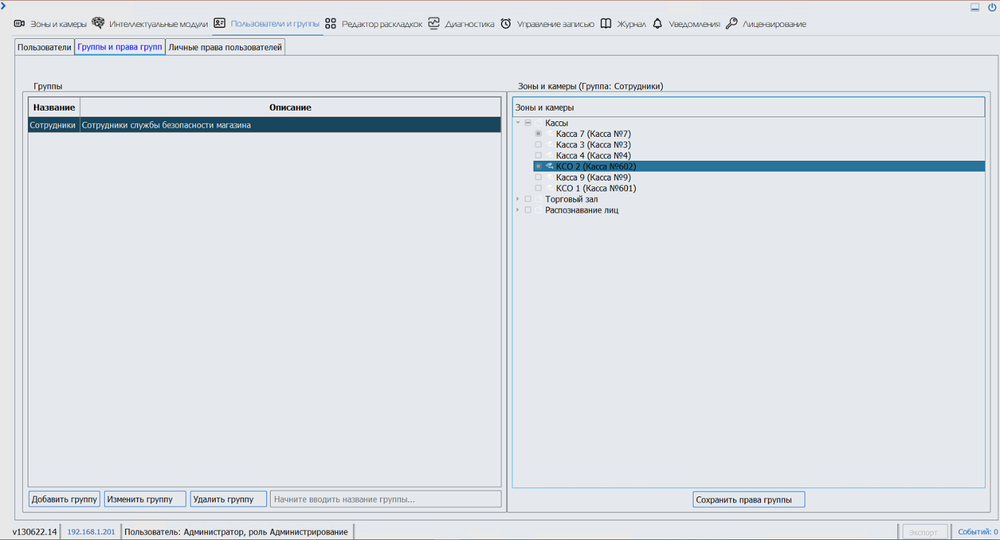 Зоны и камеры Интеллектуальные модули Пользователи и группы Редактор раскладкок Диагностика Управление записью Журнал Уведомления Лицензирование
Пользователи Группы и права групп Личные права пользователей
Группы
Название Описание
Сотрудники Сотрудники службы безопасности магазина
Добавить группу Изменить группу Удалить группу Начните вводить название группы...
Зоны и камеры (Группа: Сотрудники)
Зоны и камеры
Кассы
Касса 7 (Касса №7)
Касса 3 (Касса №3)
Касса 4 (Касса №4)
КСО 2 (Касса №602)
Касса 9 (Касса №9)
КСО 1 (Касса №601)
Торговый зал
Распознавание лиц
Сохранить права группы
v130622.14 192.168.1.201 Пользователь: Администратор, роль Администрирование Экспорт Событий: 0